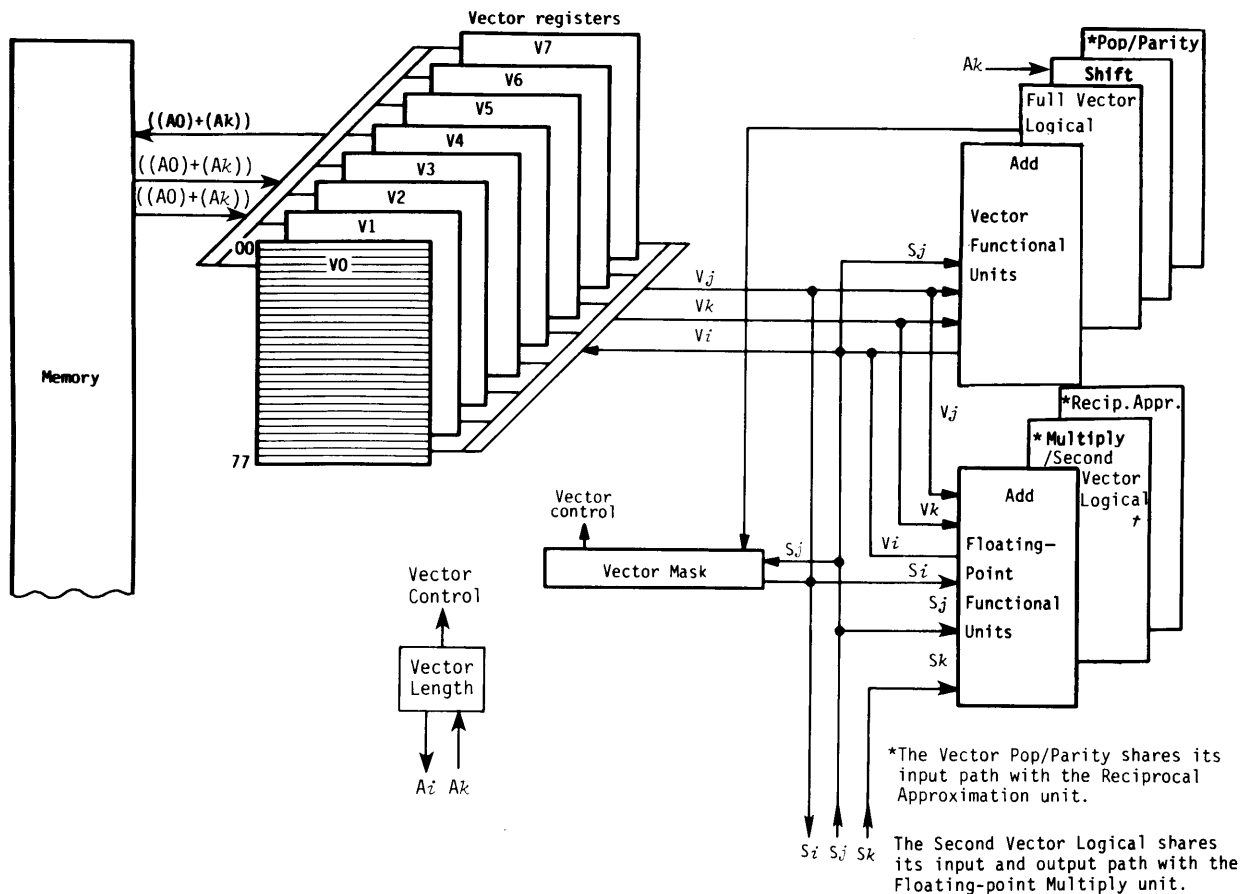 Vector registers
V7
V6
V5
V4
V3
V2
V1
V0
00
77
Memory
((A0)+(Ak))
((A0)+(Ak))
((A0)+(Ak))
*Pop/Parity
Ak
Shift
Full Vector
Logical
Add
Vector
Functional
Units
Sj
Vj
Vk
Vi
Vj
*Recip.Appr.
*Multiply
/Second
Vector
Logical
†
Add
Floating-
Point
Functional
Units
Vk
Vi
Si
Sj
Sk
Vector
control
Vector Mask
Sj
Vector
Control
Vector
Length
Ai Ak
Si Sj Sk
*The Vector Pop/Parity shares its
input path with the Reciprocal
Approximation unit.
The Second Vector Logical shares
its input and output path with the
Floating-point Multiply unit.